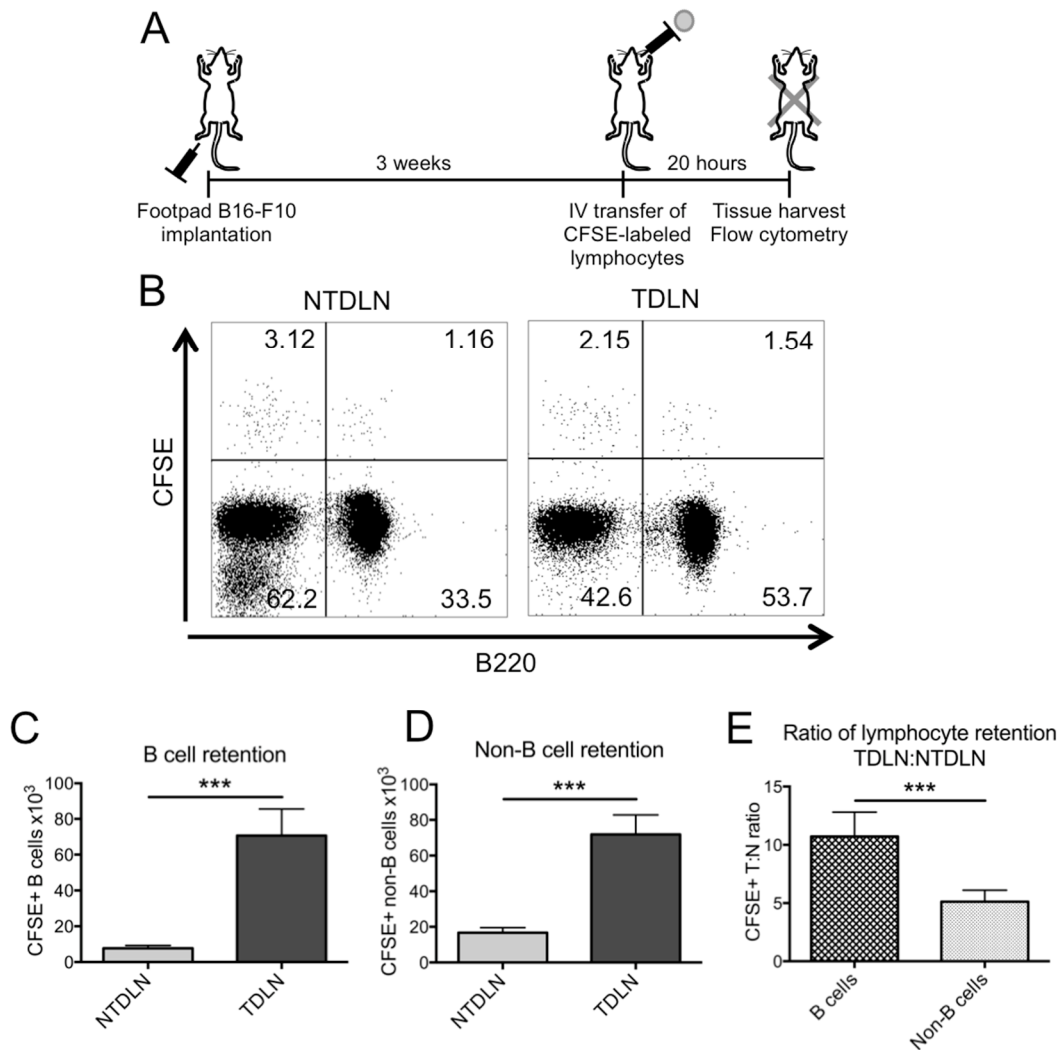 A
3 weeks
20 hours
Footpad B16-F10
implantation
IV transfer of
CFSE-labeled
lymphocytes
Tissue harvest
Flow cytometry
B
NTDLN
TDLN
3.12
1.16
2.15
1.54
CFSE
62.2
33.5
42.6
53.7
B220
C
B cell retention
***
CFSE+ B cells x10³
100
80
60
40
20
0
NTDLN
TDLN
D
Non-B cell retention
***
CFSE+ non-B cells x10³
100
80
60
40
20
0
NTDLN
TDLN
E
Ratio of lymphocyte retention
TDLN:NTDLN
***
CFSE+ T:N ratio
15
10
5
0
B cells
Non-B cells